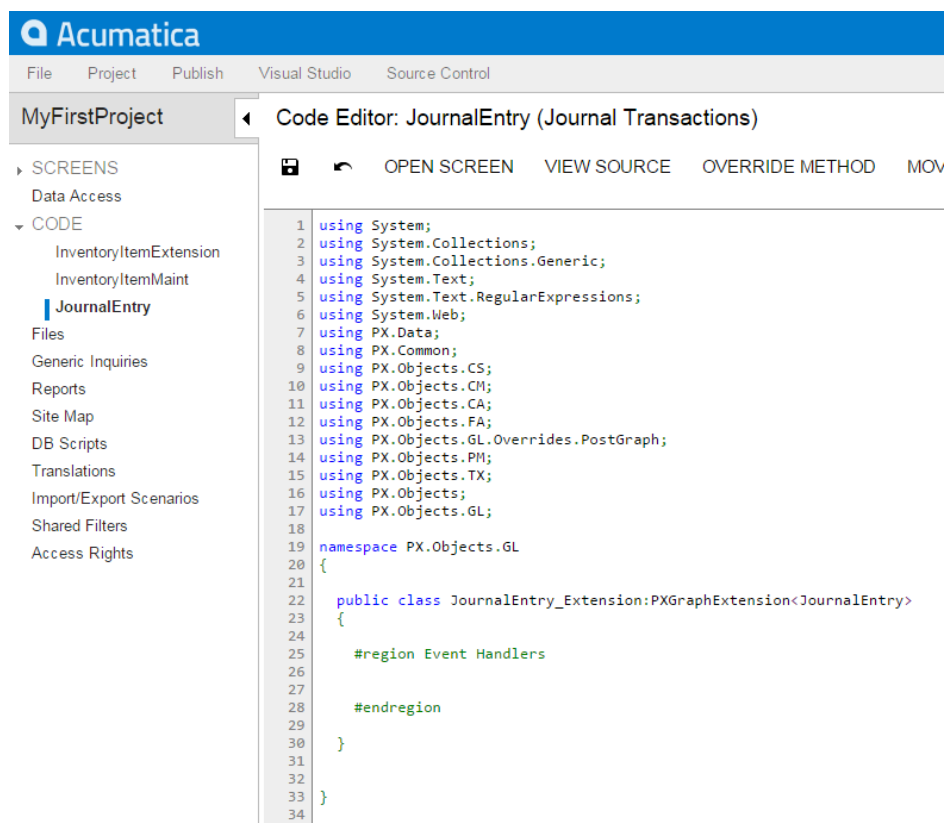 Acumatica
File Project Publish Visual Studio Source Control
MyFirstProject
Code Editor: JournalEntry (Journal Transactions)
OPEN SCREEN VIEW SOURCE OVERRIDE METHOD MOV
SCREENS
Data Access
CODE
InventoryItemExtension
InventoryItemMaint
JournalEntry
Files
Generic Inquiries
Reports
Site Map
DB Scripts
Translations
Import/Export Scenarios
Shared Filters
Access Rights
1 using System;
2 using System.Collections;
3 using System.Collections.Generic;
4 using System.Text;
5 using System.Text.RegularExpressions;
6 using System.Web;
7 using PX.Data;
8 using PX.Common;
9 using PX.Objects.CS;
10 using PX.Objects.CM;
11 using PX.Objects.CA;
12 using PX.Objects.FA;
13 using PX.Objects.GL.Overrides.PostGraph;
14 using PX.Objects.PM;
15 using PX.Objects.TX;
16 using PX.Objects;
17 using PX.Objects.GL;
18
19 namespace PX.Objects.GL
20 {
21
22 public class JournalEntry_Extension:PXGraphExtension<JournalEntry>
23 {
24
25 #region Event Handlers
26
27
28 #endregion
29
30 }
31
32
33 }
34